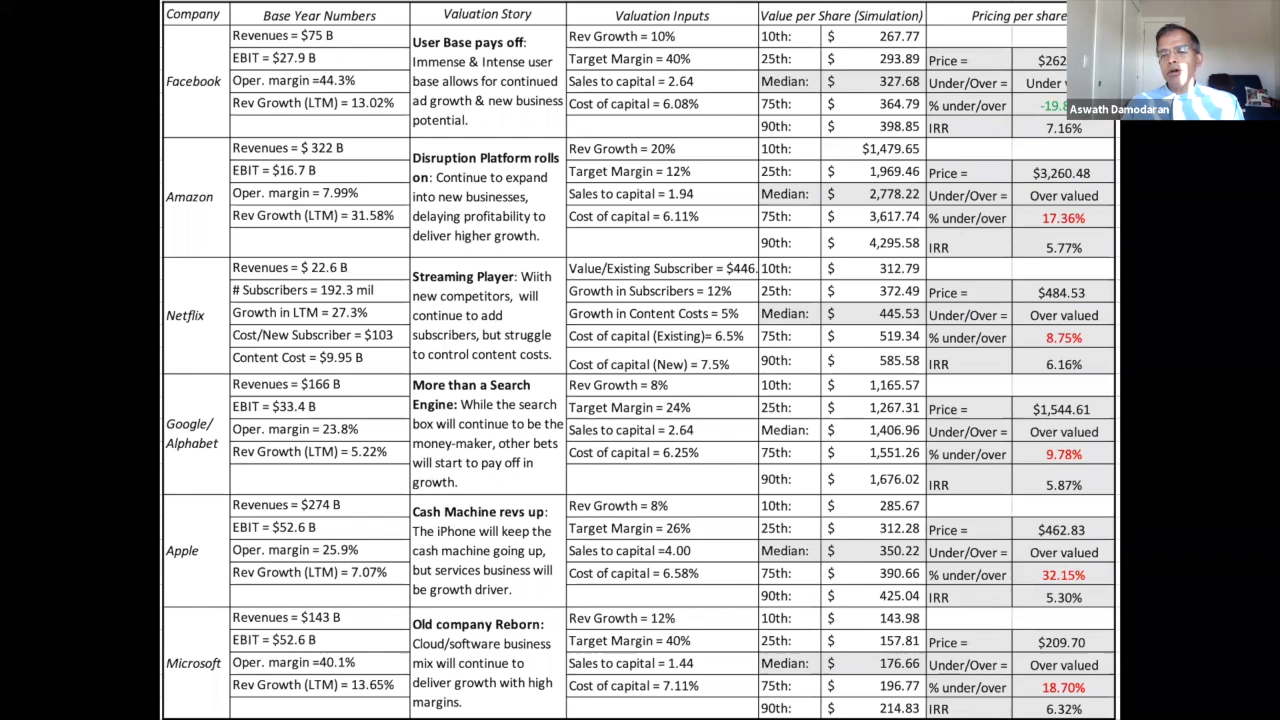 Company Base Year Numbers Valuation Story Valuation Inputs Value per Share (Simulation) Pricing per share
Facebook
Revenues = $75 B
EBIT = $27.9 B
Oper. margin =44.3%
Rev Growth (LTM) = 13.02%
User Base pays off:
Immense & Intense user
base allows for continued
ad growth & new business
potential.
Rev Growth = 10%
Target Margin = 40%
Sales to capital = 2.64
Cost of capital = 6.08%
10th: $ 267.77
25th: $ 293.89
Median: $ 327.68
75th: $ 364.79
90th: $ 398.85
Price = $262
Under/Over = Under
% under/over -19.8
IRR 7.16%
Aswath Damodaran
Amazon
Revenues = $ 322 B
EBIT = $16.7 B
Oper. margin = 7.99%
Rev Growth (LTM) = 31.58%
Disruption Platform rolls
on: Continue to expand
into new businesses,
delaying profitability to
deliver higher growth.
Rev Growth = 20%
Target Margin = 12%
Sales to capital = 1.94
Cost of capital = 6.11%
10th: $1,479.65
25th: $ 1,969.46
Median: $ 2,778.22
75th: $ 3,617.74
90th: $ 4,295.58
Price = $3,260.48
Under/Over = Over valued
% under/over 17.36%
IRR 5.77%
Netflix
Revenues = $ 22.6 B
# Subscribers = 192.3 mil
Growth in LTM = 27.3%
Cost/New Subscriber = $103
Content Cost = $9.95 B
Streaming Player: Wiith
new competitors, will
continue to add
subscribers, but struggle
to control content costs.
Value/Existing Subscriber = $446.
Growth in Subscribers = 12%
Growth in Content Costs = 5%
Cost of capital (Existing)= 6.5%
Cost of capital (New) = 7.5%
10th: $ 312.79
25th: $ 372.49
Median: $ 445.53
75th: $ 519.34
90th: $ 585.58
Price = $484.53
Under/Over = Over valued
% under/over 8.75%
IRR 6.16%
Google/
Alphabet
Revenues = $166 B
EBIT = $33.4 B
Oper. margin = 23.8%
Rev Growth (LTM) = 5.22%
More than a Search
Engine: While the search
box will continue to be the
money-maker, other bets
will start to pay off in
growth.
Rev Growth = 8%
Target Margin = 24%
Sales to capital = 2.64
Cost of capital = 6.25%
10th: $ 1,165.57
25th: $ 1,267.31
Median: $ 1,406.96
75th: $ 1,551.26
90th: $ 1,676.02
Price = $1,544.61
Under/Over = Over valued
% under/over 9.78%
IRR 5.87%
Apple
Revenues = $274 B
EBIT = $52.6 B
Oper. margin = 25.9%
Rev Growth (LTM) = 7.07%
Cash Machine revs up:
The iPhone will keep the
cash machine going up,
but services business will
be growth driver.
Rev Growth = 8%
Target Margin = 26%
Sales to capital =4.00
Cost of capital = 6.58%
10th: $ 285.67
25th: $ 312.28
Median: $ 350.22
75th: $ 390.66
90th: $ 425.04
Price = $462.83
Under/Over = Over valued
% under/over 32.15%
IRR 5.30%
Microsoft
Revenues = $143 B
EBIT = $52.6 B
Oper. margin =40.1%
Rev Growth (LTM) = 13.65%
Old company Reborn:
Cloud/software business
mix will continue to
deliver growth with high
margins.
Rev Growth = 12%
Target Margin = 40%
Sales to capital = 1.44
Cost of capital = 7.11%
10th: $ 143.98
25th: $ 157.81
Median: $ 176.66
75th: $ 196.77
90th: $ 214.83
Price = $209.70
Under/Over = Over valued
% under/over 18.70%
IRR 6.32%